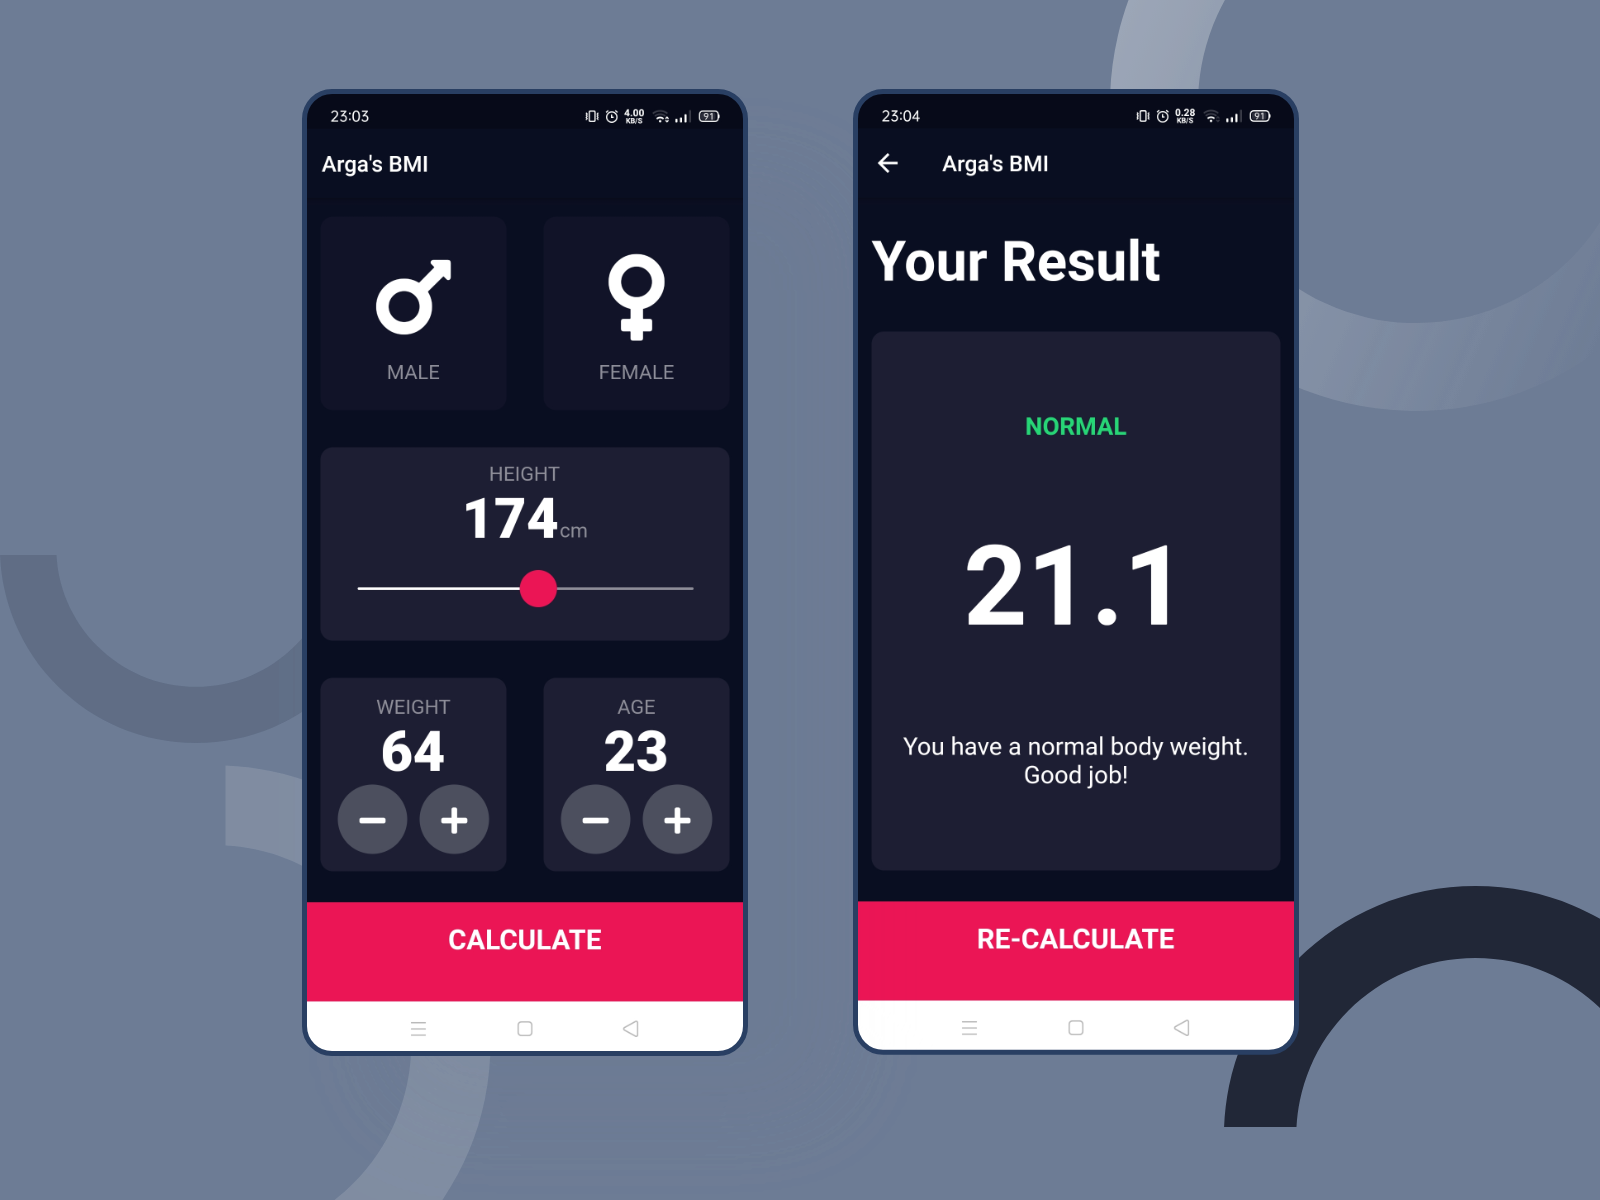 23:03
4.00
KB/S
91
Arga's BMI
MALE
FEMALE
HEIGHT
174cm
WEIGHT
64
AGE
23
CALCULATE
23:04
0.28
KB/S
91
Arga's BMI
Your Result
NORMAL
21.1
You have a normal body weight.
Good job!
RE-CALCULATE